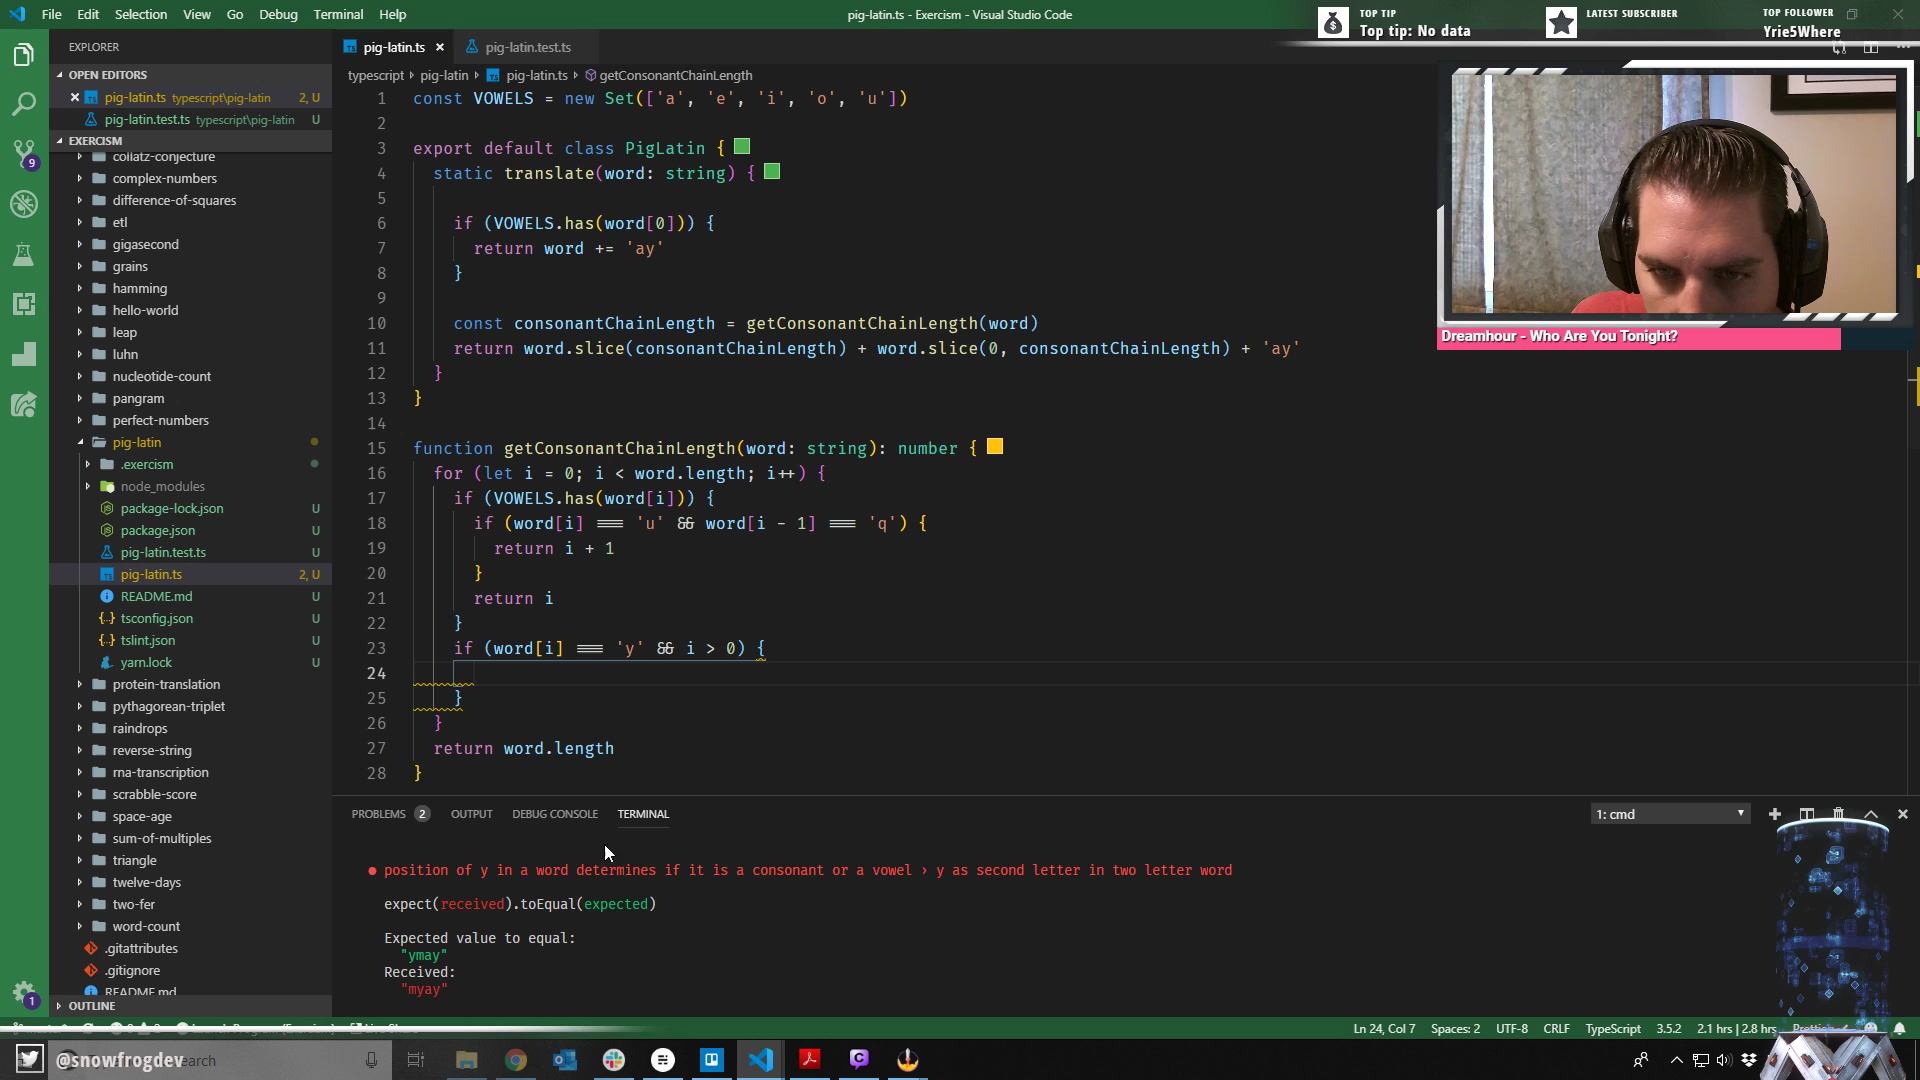 File Edit Selection View Go Debug Terminal Help
pig-latin.ts - Exercism - Visual Studio Code
TOP TIP
Top tip: No data
LATEST SUBSCRIBER
TOP FOLLOWER
Yrie5Where
EXPLORER
OPEN EDITORS
pig-latin.ts typescript\pig-latin 2, U
pig-latin.test.ts typescript\pig-latin U
EXERCISM
collatz-conjecture
complex-numbers
difference-of-squares
etl
gigasecond
grains
hamming
hello-world
leap
luhn
nucleotide-count
pangram
perfect-numbers
pig-latin
.exercism
node_modules
package-lock.json U
package.json U
pig-latin.test.ts U
pig-latin.ts 2, U
README.md U
tsconfig.json U
tslint.json U
yarn.lock U
protein-translation
pythagorean-triplet
raindrops
reverse-string
rna-transcription
scrabble-score
space-age
sum-of-multiples
triangle
twelve-days
two-fer
word-count
.gitattributes
.gitignore
README.md
OUTLINE
9
1
pig-latin.ts
pig-latin.test.ts
typescript pig-latin pig-latin.ts getConsonantChainLength
1 const VOWELS = new Set(['a', 'e', 'i', 'o', 'u'])
2
3 export default class PigLatin {
4 static translate(word: string) {
5
6 if (VOWELS.has(word[0])) {
7 return word += 'ay'
8 }
9
10 const consonantChainLength = getConsonantChainLength(word)
11 return word.slice(consonantChainLength) + word.slice(0, consonantChainLength) + 'ay'
12 }
13 }
14
15 function getConsonantChainLength(word: string): number {
16 for (let i = 0; i < word.length; i++) {
17 if (VOWELS.has(word[i])) {
18 if (word[i] === 'u' && word[i - 1] === 'q') {
19 return i + 1
20 }
21 return i
22 }
23 if (word[i] === 'y' && i > 0) {
24
25 }
26 }
27 return word.length
28 }
Dreamhour - Who Are You Tonight?
PROBLEMS 2 OUTPUT DEBUG CONSOLE TERMINAL
1: cmd
● position of y in a word determines if it is a consonant or a vowel › y as second letter in two letter word
expect(received).toEqual(expected)
Expected value to equal:
"ymay"
Received:
"myay"
Ln 24, Col 7 Spaces: 2 UTF-8 CRLF TypeScript 3.5.2 2.1 hrs | 2.8 hrs
@snowfrogdev